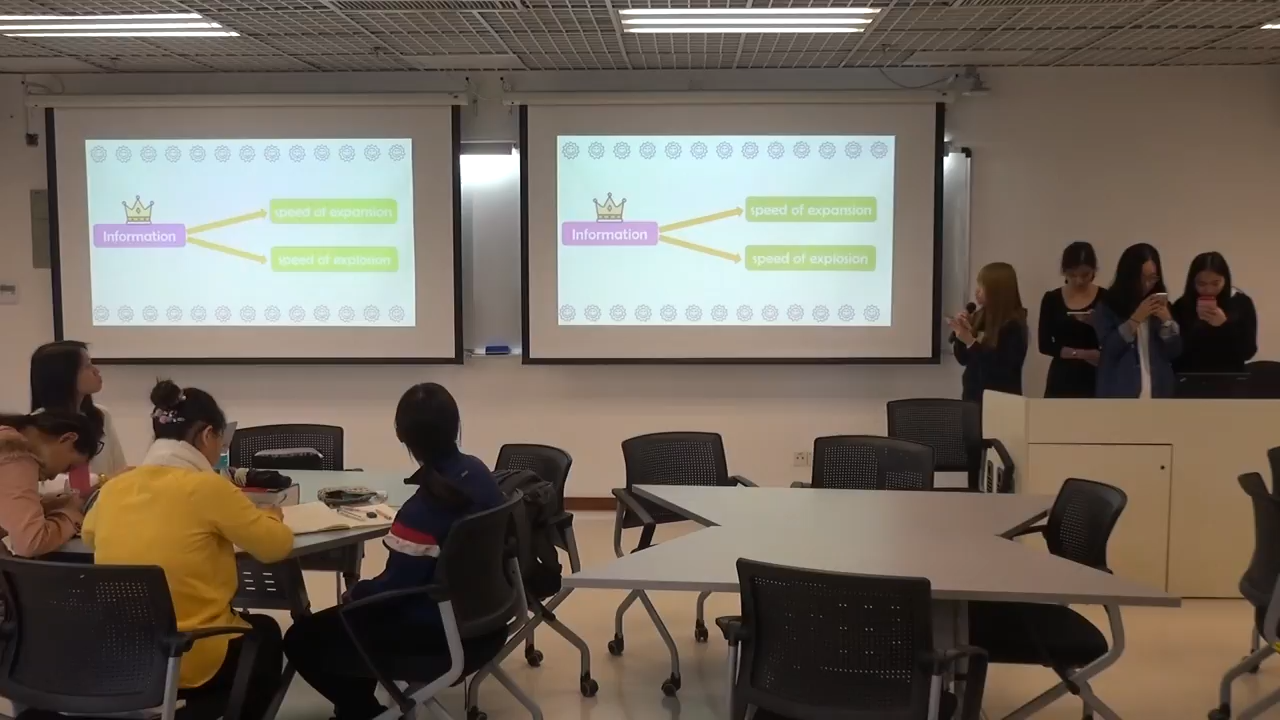 Information
speed of expansion
speed of explosion
Information
speed of expansion
speed of explosion